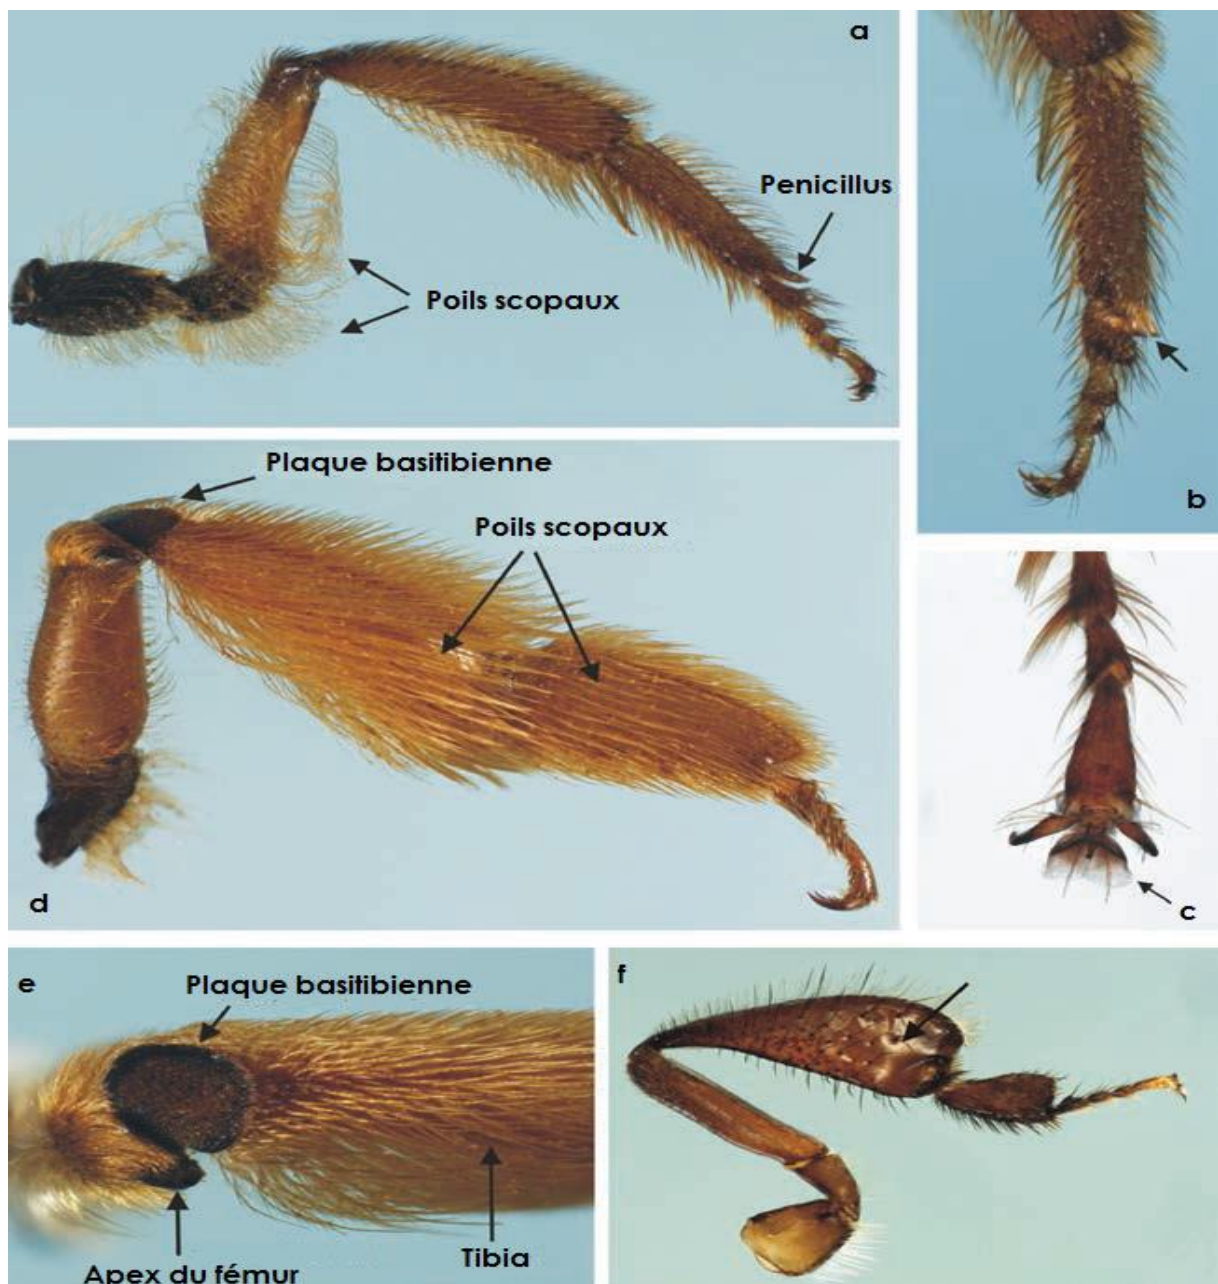 a
Penicillus
Poils scopaux
b
Plaque basitibienne
Poils scopaux
d
c
e
Plaque basitibienne
Tibia
Apex du fémur
f